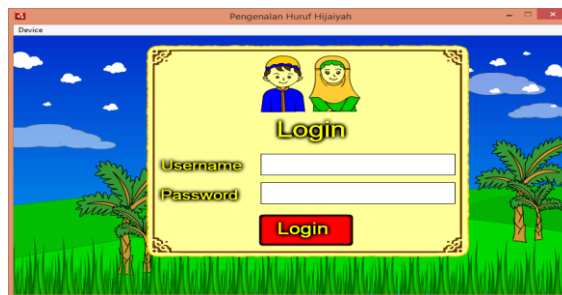 Pengenalan Huruf Hijaiyah
Device
Login
Username
Password
Login